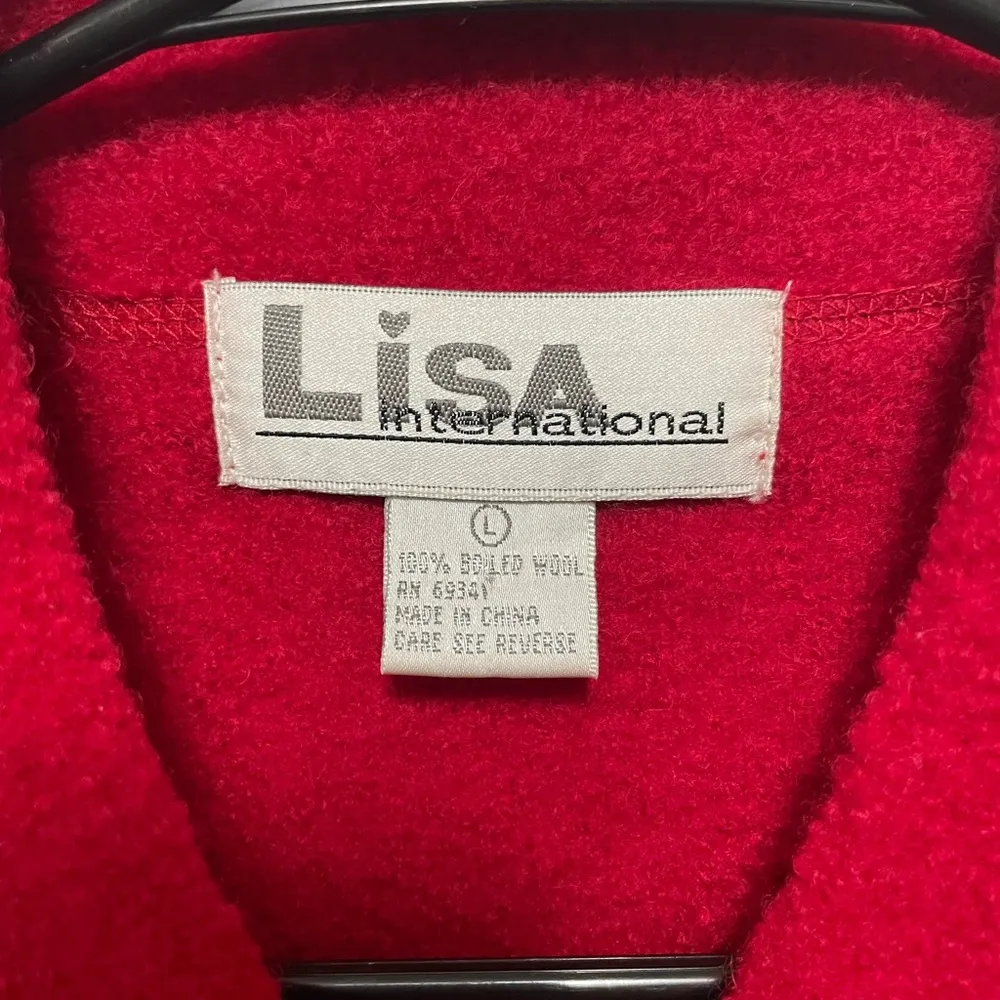 LiSA
international
L
100% BOILED WOOL
RN 69341
MADE IN CHINA
CARE SEE REVERSE